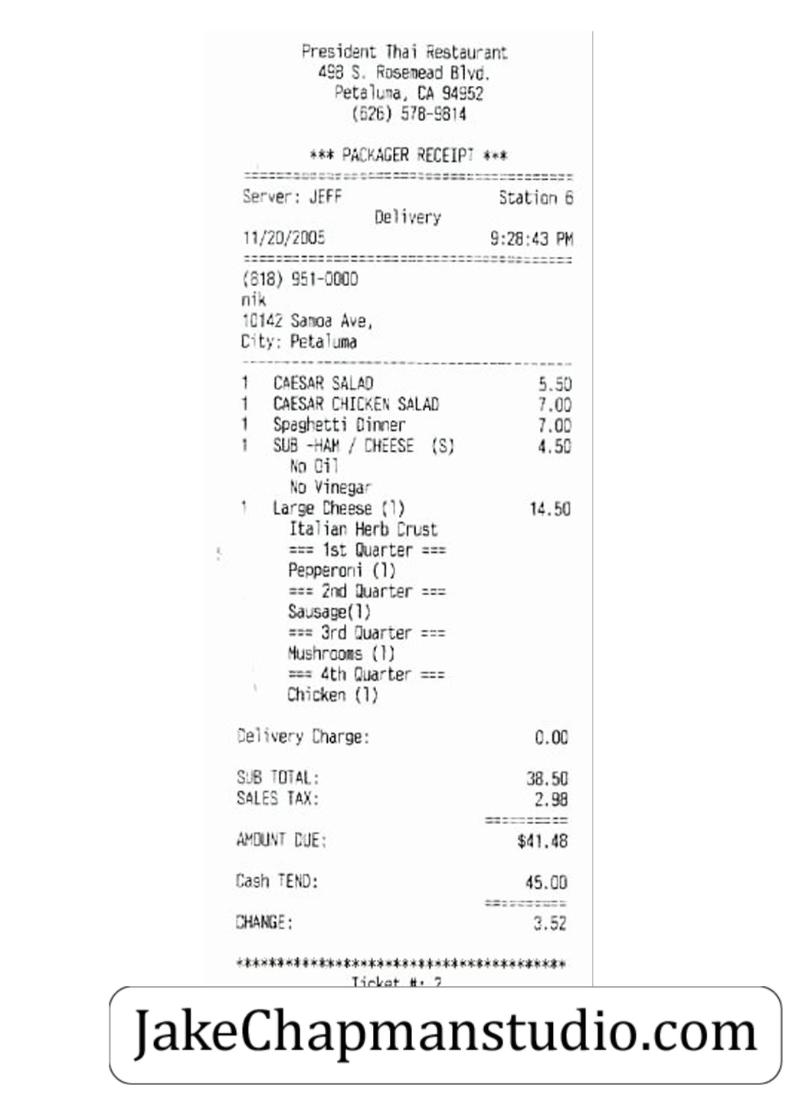 President Thai Restaurant
498 S. Rosemead Blvd.
Petaluma, CA 94952
(626) 578-9814
*** PACKAGER RECEIPT ***
========================================
Server: JEFF Station 6
Delivery
11/20/2005 9:28:43 PM
========================================
(818) 951-0000
nik
10142 Samoa Ave,
City: Petaluma
----------------------------------------
1 CAESAR SALAD 5.50
1 CAESAR CHICKEN SALAD 7.00
1 Spaghetti Dinner 7.00
1 SUB -HAM / CHEESE (S) 4.50
No Oil
No Vinegar
1 Large Cheese (1) 14.50
Italian Herb Crust
=== 1st Quarter ===
Pepperoni (1)
=== 2nd Quarter ===
Sausage(1)
=== 3rd Quarter ===
Mushrooms (1)
=== 4th Quarter ===
Chicken (1)
Delivery Charge: 0.00
SUB TOTAL: 38.50
SALES TAX: 2.98
==========
AMOUNT DUE: $41.48
Cash TEND: 45.00
==========
CHANGE: 3.52
****************************************
Ticket #: 2
JakeChapmanstudio.com